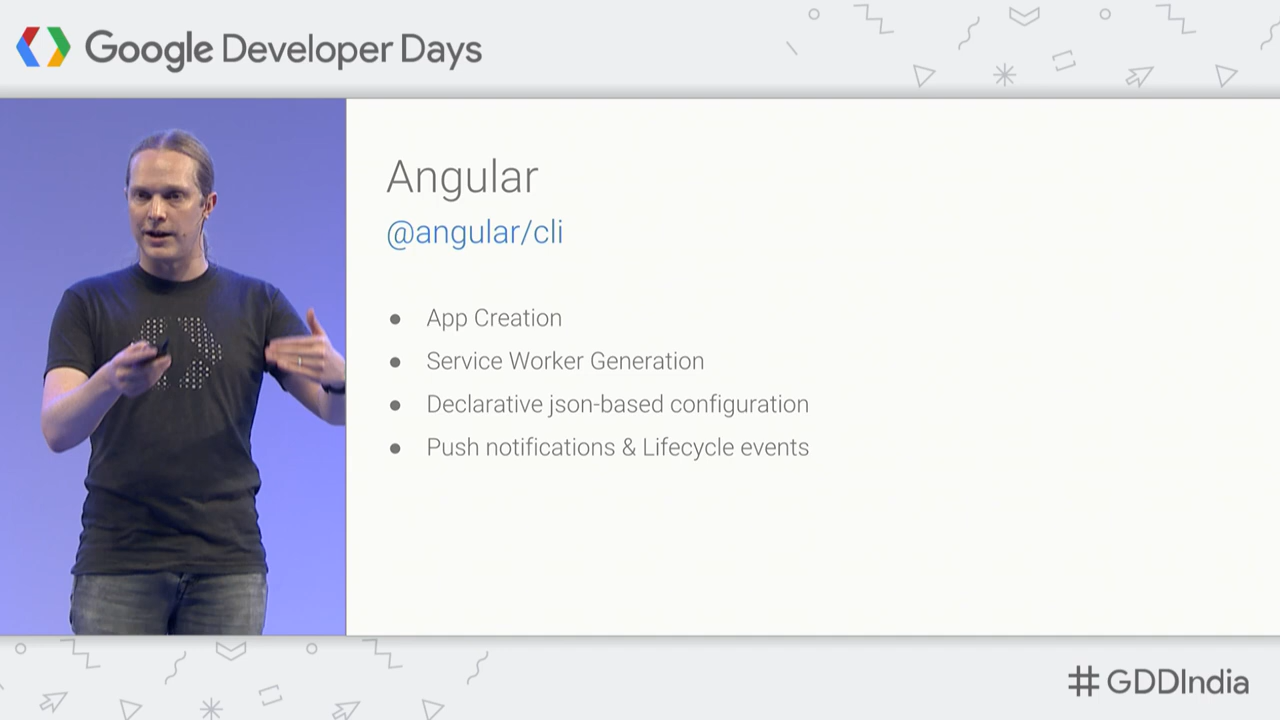 Google Developer Days
Angular
@angular/cli
● App Creation
● Service Worker Generation
● Declarative json-based configuration
● Push notifications & Lifecycle events
#GDDIndia